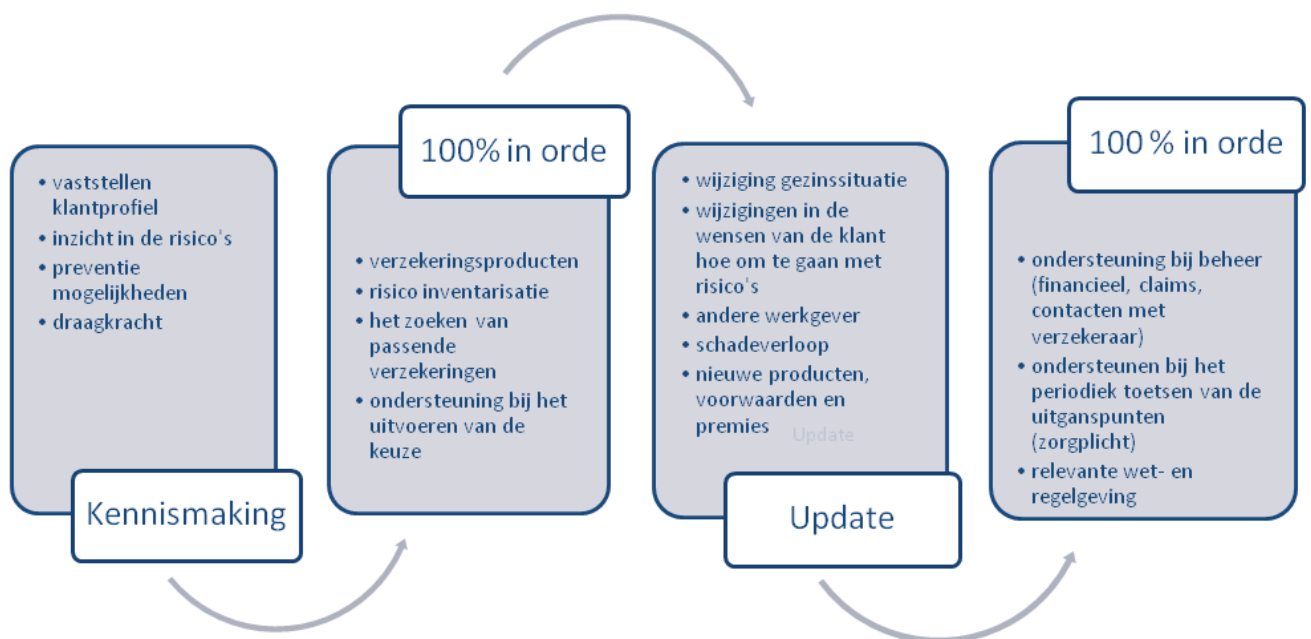 • vaststellen
klantprofiel
• inzicht in de risico's
• preventie
mogelijkheden
• draagkracht
Kennismaking
100% in orde
• verzekeringsproducten
• risico inventarisatie
• het zoeken van
passende
verzekeringen
• ondersteuning bij het
uitvoeren van de
keuze
• wijziging gezinssituatie
• wijzigingen in de
wensen van de klant
hoe om te gaan met
risico's
• andere werkgever
• schadeverloop
• nieuwe producten,
voorwaarden en
premies
Update
Update
100 % in orde
• ondersteuning bij beheer
(financieel, claims,
contacten met
verzekeraar)
• ondersteunen bij het
periodiek toetsen van de
uitganspunten
(zorgplicht)
• relevante wet- en
regelgeving